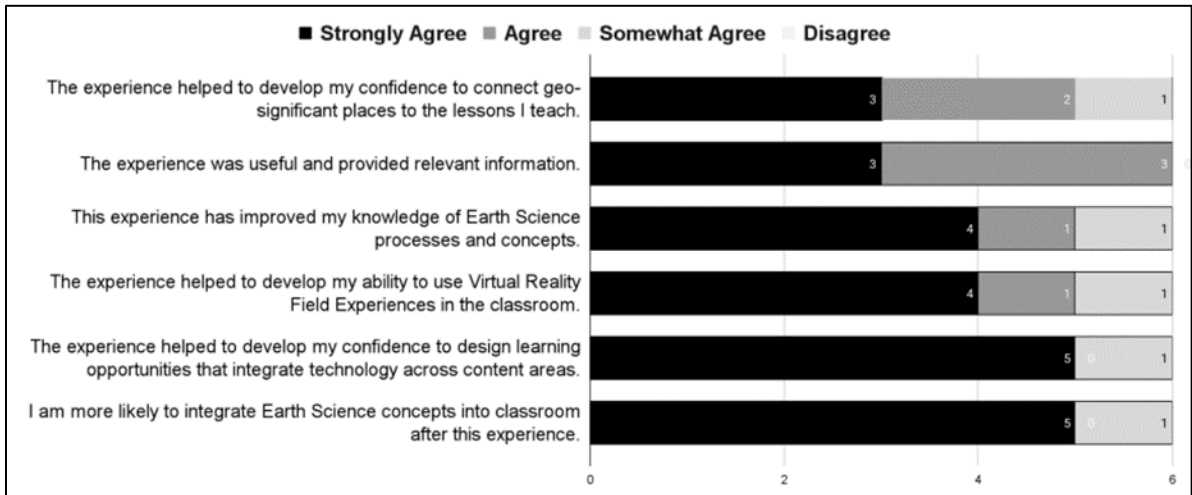 Strongly Agree Agree Somewhat Agree Disagree
The experience helped to develop my confidence to connect geo-
significant places to the lessons I teach.
3 2 1
The experience was useful and provided relevant information.
3 3 0
This experience has improved my knowledge of Earth Science
processes and concepts.
4 1 1
The experience helped to develop my ability to use Virtual Reality
Field Experiences in the classroom.
4 1 1
The experience helped to develop my confidence to design learning
opportunities that integrate technology across content areas.
5 0 1
I am more likely to integrate Earth Science concepts into classroom
after this experience.
5 0 1
0 2 4 6